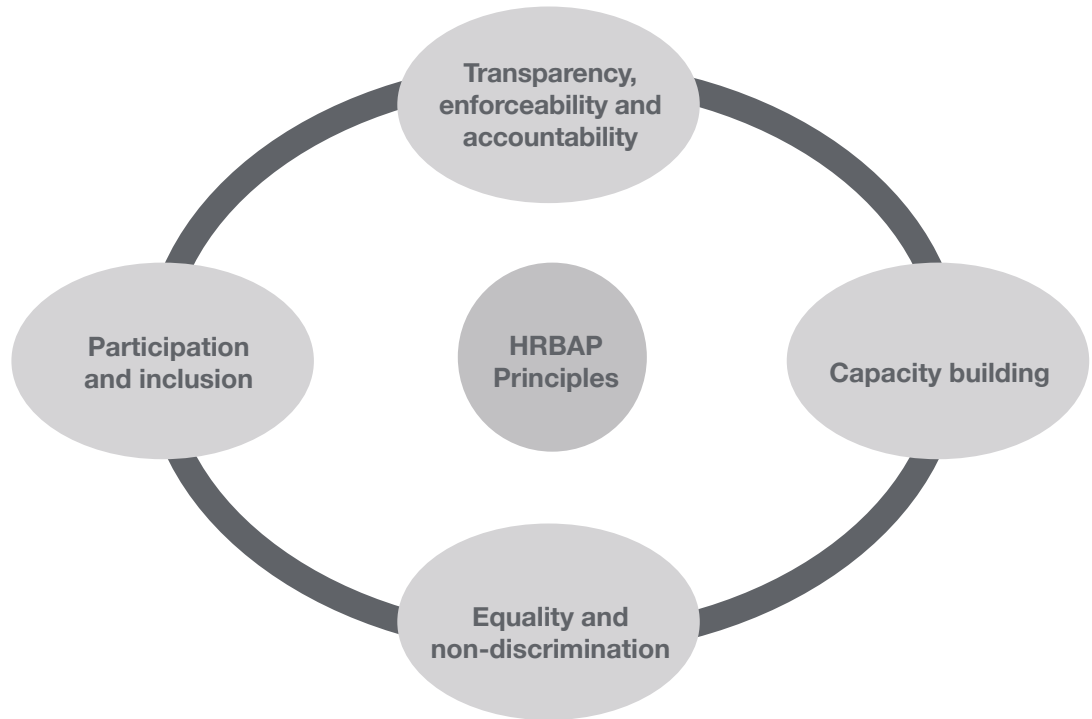 Transparency,
enforceability and
accountability
Participation
and inclusion
HRBAP
Principles
Capacity building
Equality and
non-discrimination